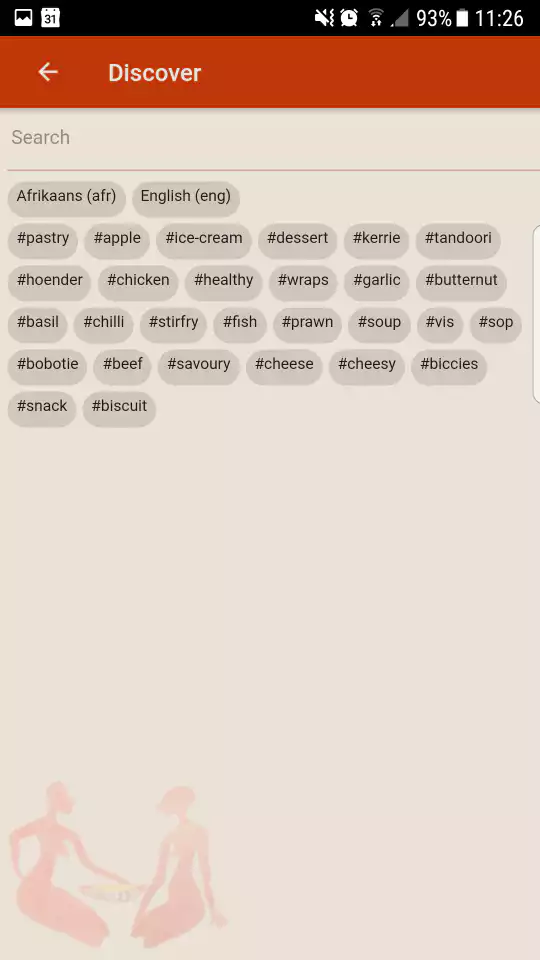 31 93% 11:26
Discover
Search
Afrikaans (afr) English (eng)
#pastry #apple #ice-cream #dessert #kerrie #tandoori
#hoender #chicken #healthy #wraps #garlic #butternut
#basil #chilli #stirfry #fish #prawn #soup #vis #sop
#bobotie #beef #savoury #cheese #cheesy #biccies
#snack #biscuit